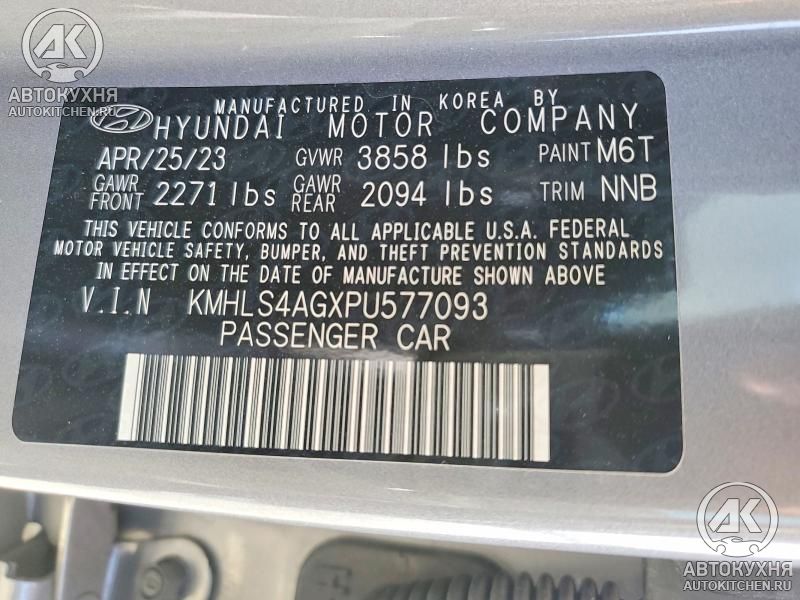 AK
АВТОКУХНЯ
AUTOKITCHEN.RU
MANUFACTURED IN KOREA BY
HYUNDAI MOTOR COMPANY
APR/25/23 GVWR 3858 lbs PAINT M6T
GAWR FRONT 2271 lbs GAWR REAR 2094 lbs TRIM NNB
THIS VEHICLE CONFORMS TO ALL APPLICABLE U.S.A. FEDERAL
MOTOR VEHICLE SAFETY, BUMPER, AND THEFT PREVENTION STANDARDS
IN EFFECT ON THE DATE OF MANUFACTURE SHOWN ABOVE
V.I.N KMHLS4AGXPU577093
PASSENGER CAR
AK
АВТОКУХНЯ
AUTOKITCHEN.RU